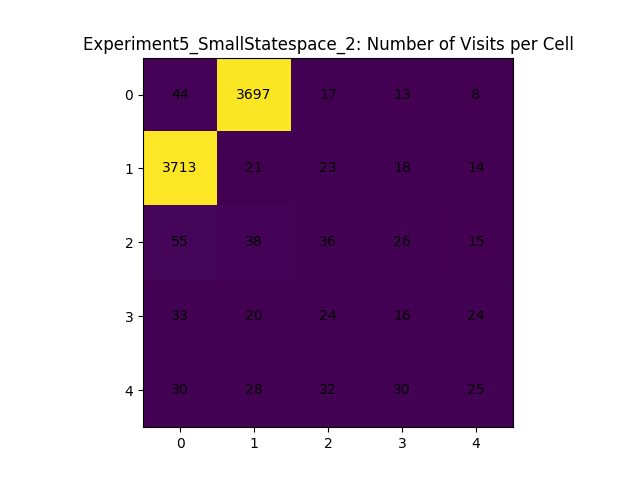 Experiment5_SmallStatespace_2: Number of Visits per Cell
0 44 3697 17 13 8
1 3713 21 23 18 14
2 55 38 36 26 15
3 33 20 24 16 24
4 30 28 32 30 25
0 1 2 3 4